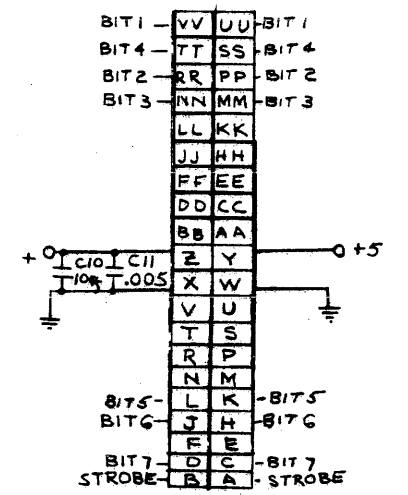 BIT 1 VV UU BIT 1
BIT 4 TT SS BIT 4
BIT 2 RR PP BIT 2
BIT 3 NN MM BIT 3
LL KK
JJ HH
FF EE
DD CC
BB AA
+ Z Y +5
C10 C11
10 .005 X W
V U
T S
R P
N M
BIT 5 L K BIT 5
BIT 6 J H BIT 6
F E
BIT 7 D C BIT 7
STROBE B A STROBE